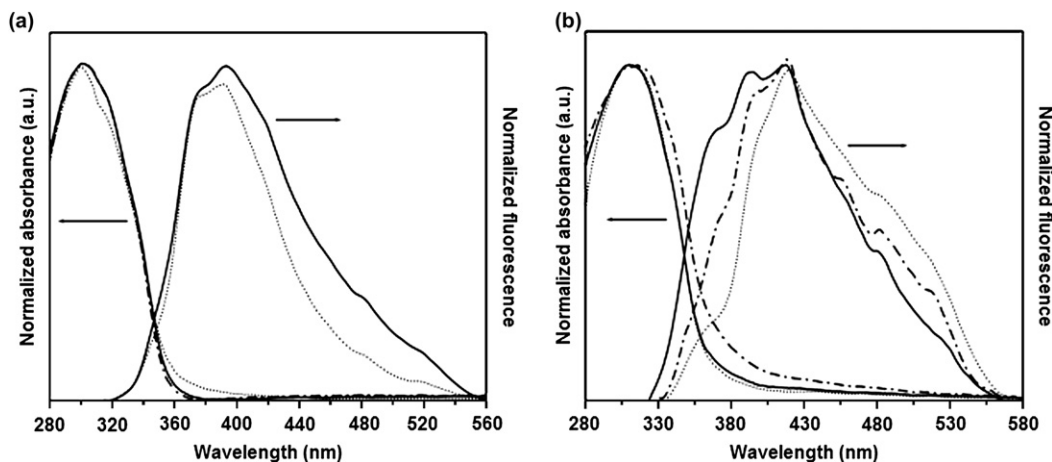 (a)
Normalized absorbance (a.u.)
Normalized fluorescence
280 320 360 400 440 480 520 560
Wavelength (nm)
(b)
Normalized absorbance (a.u.)
Normalized fluorescence
280 330 380 430 480 530 580
Wavelength (nm)